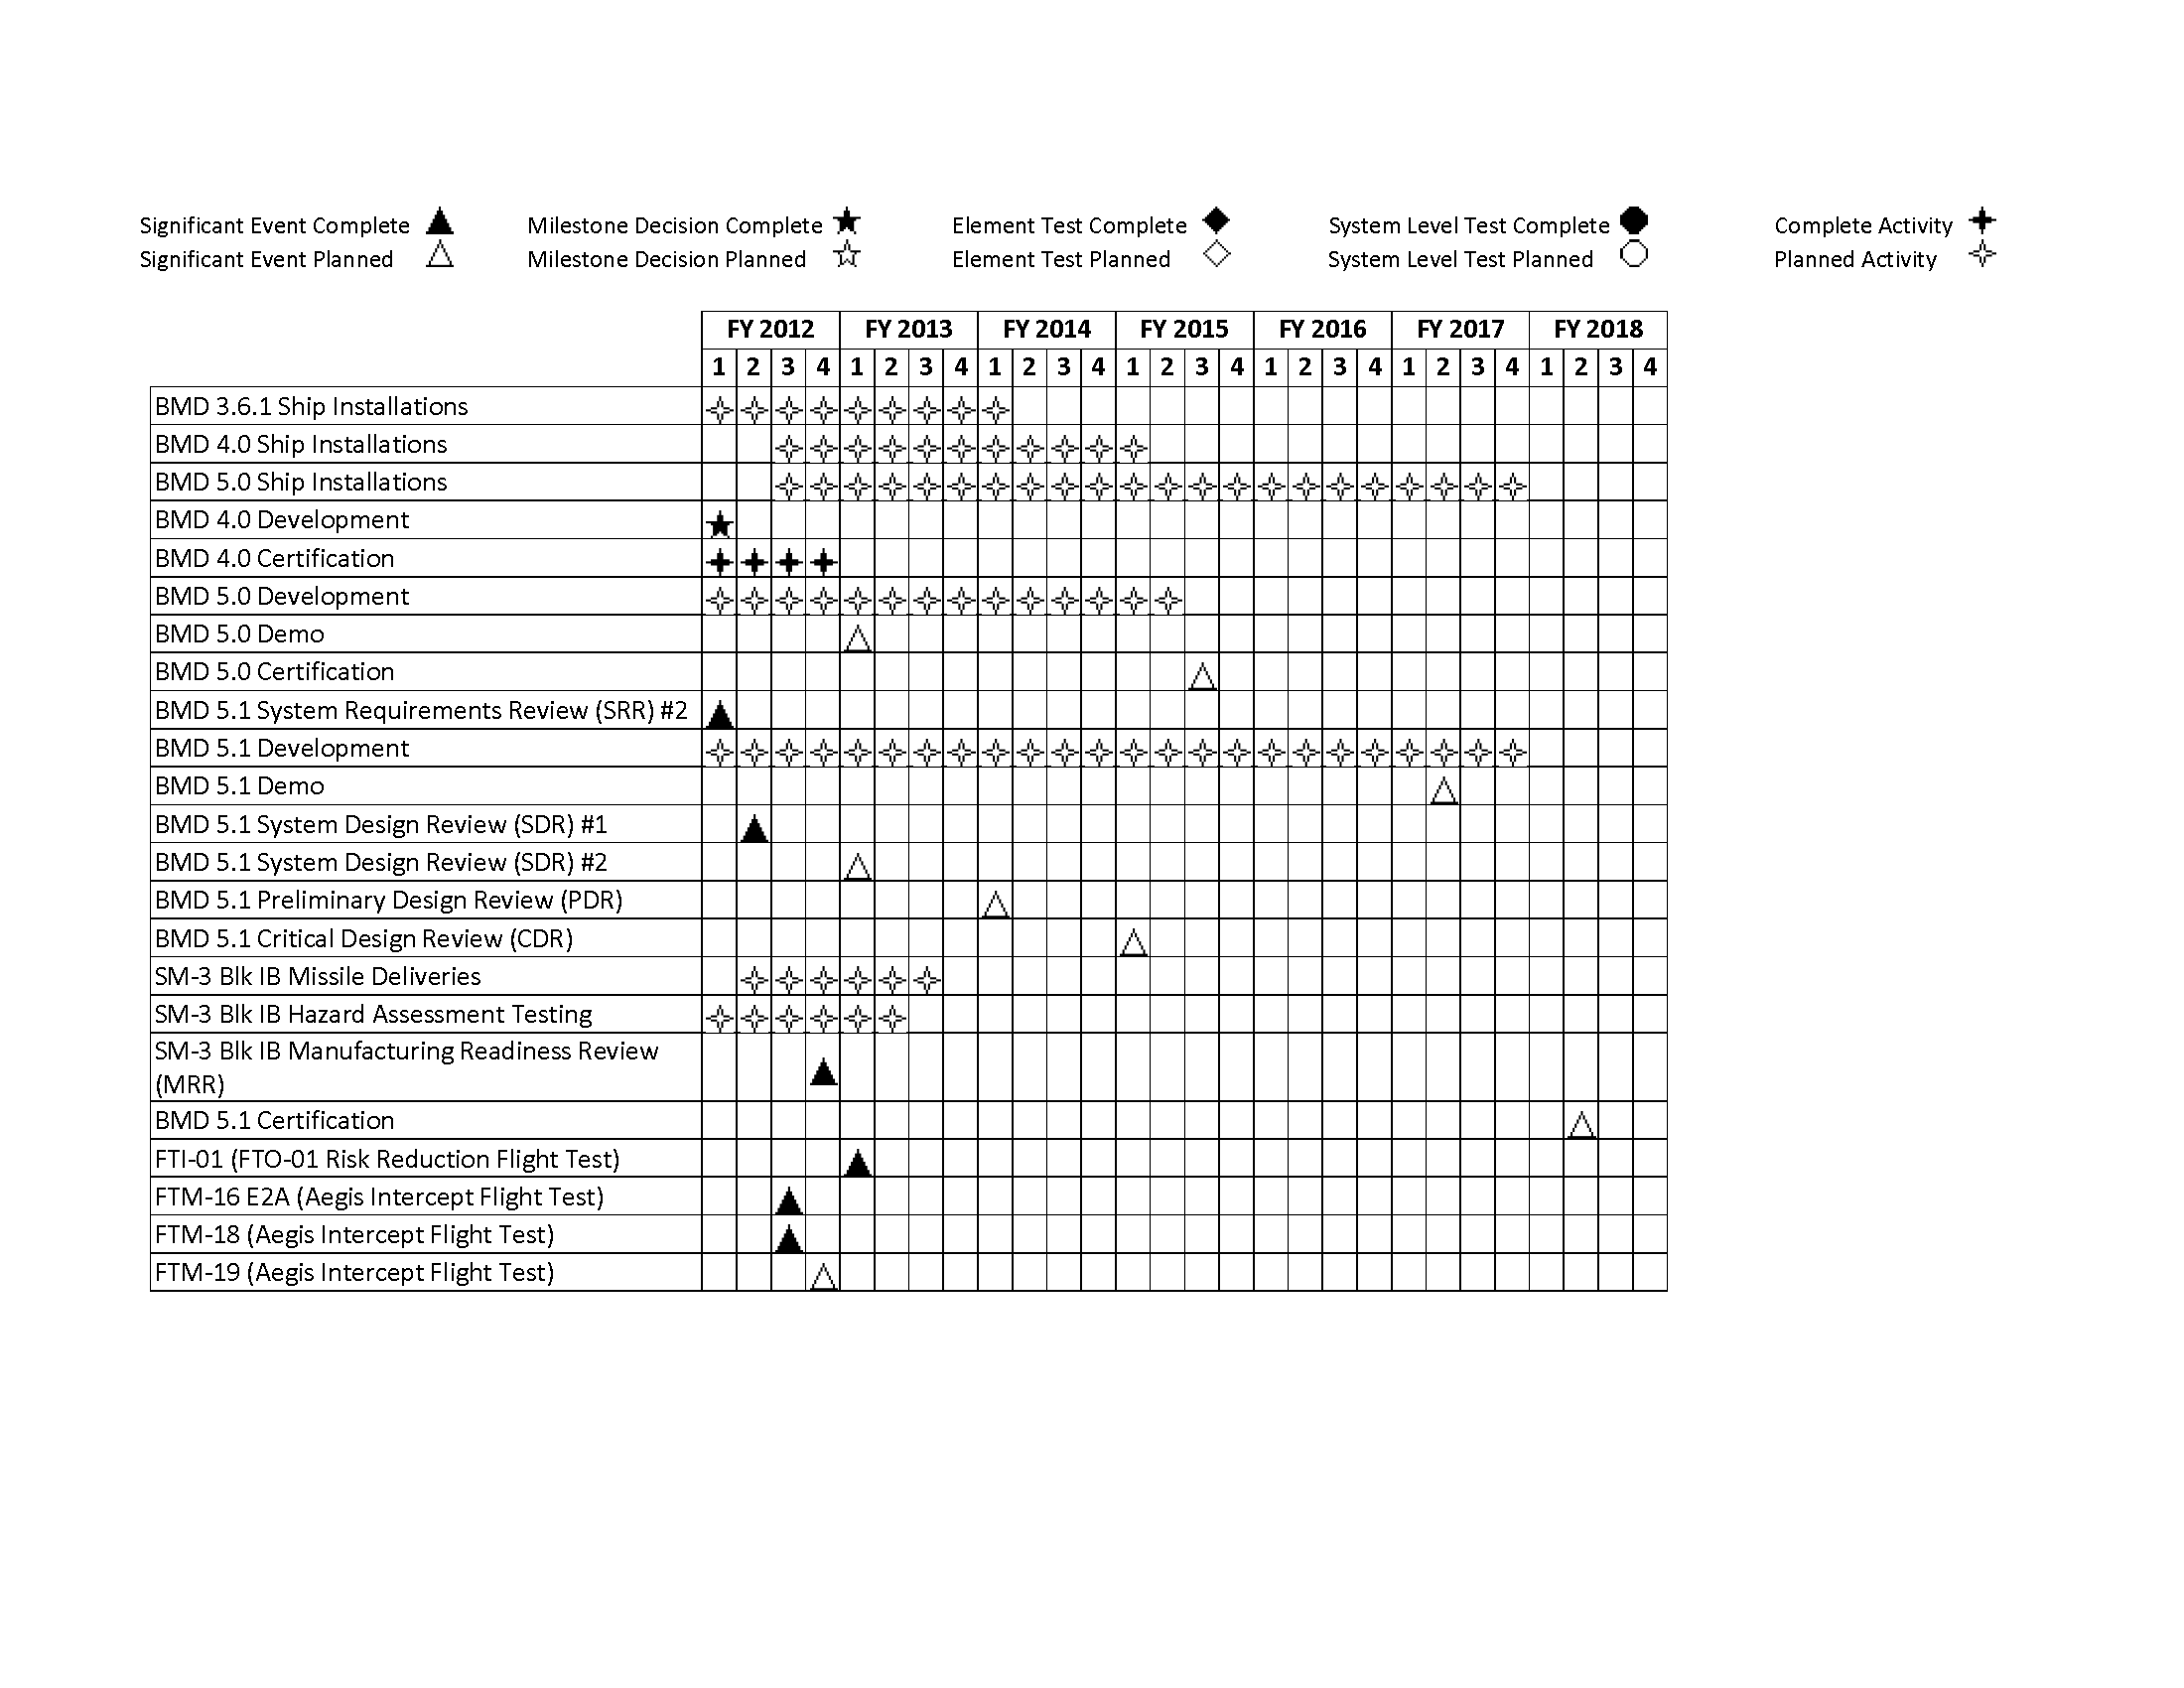 Significant Event Complete Milestone Decision Complete Element Test Complete System Level Test Complete Complete Activity
Significant Event Planned Milestone Decision Planned Element Test Planned System Level Test Planned Planned Activity
FY 2012 FY 2013 FY 2014 FY 2015 FY 2016 FY 2017 FY 2018
1 2 3 4 1 2 3 4 1 2 3 4 1 2 3 4 1 2 3 4 1 2 3 4 1 2 3 4
BMD 3.6.1 Ship Installations
BMD 4.0 Ship Installations
BMD 5.0 Ship Installations
BMD 4.0 Development
BMD 4.0 Certification
BMD 5.0 Development
BMD 5.0 Demo
BMD 5.0 Certification
BMD 5.1 System Requirements Review (SRR) #2
BMD 5.1 Development
BMD 5.1 Demo
BMD 5.1 System Design Review (SDR) #1
BMD 5.1 System Design Review (SDR) #2
BMD 5.1 Preliminary Design Review (PDR)
BMD 5.1 Critical Design Review (CDR)
SM-3 Blk IB Missile Deliveries
SM-3 Blk IB Hazard Assessment Testing
SM-3 Blk IB Manufacturing Readiness Review
(MRR)
BMD 5.1 Certification
FTI-01 (FTO-01 Risk Reduction Flight Test)
FTM-16 E2A (Aegis Intercept Flight Test)
FTM-18 (Aegis Intercept Flight Test)
FTM-19 (Aegis Intercept Flight Test)